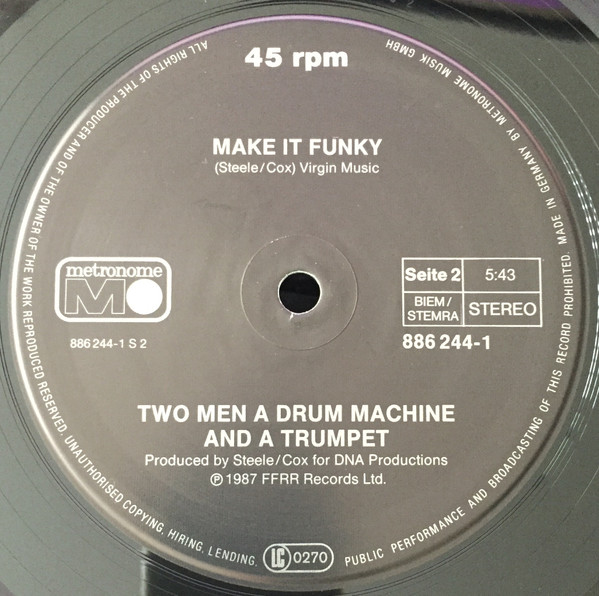 45 rpm
MAKE IT FUNKY
(Steele/Cox) Virgin Music
metronome
M
886 244-1 S 2
Seite 2
5:43
BIEM/
STEMRA
STEREO
886 244-1
TWO MEN A DRUM MACHINE
AND A TRUMPET
Produced by Steele/Cox for DNA Productions
℗ 1987 FFRR Records Ltd.
LC 0270
ALL RIGHTS OF THE PRODUCER AND OF THE OWNER OF THE WORK REPRODUCED RESERVED. UNAUTHORISED COPYING, HIRING, LENDING, PUBLIC PERFORMANCE AND BROADCASTING OF THIS RECORD PROHIBITED. MADE IN GERMANY BY METRONOME MUSIK GMBH